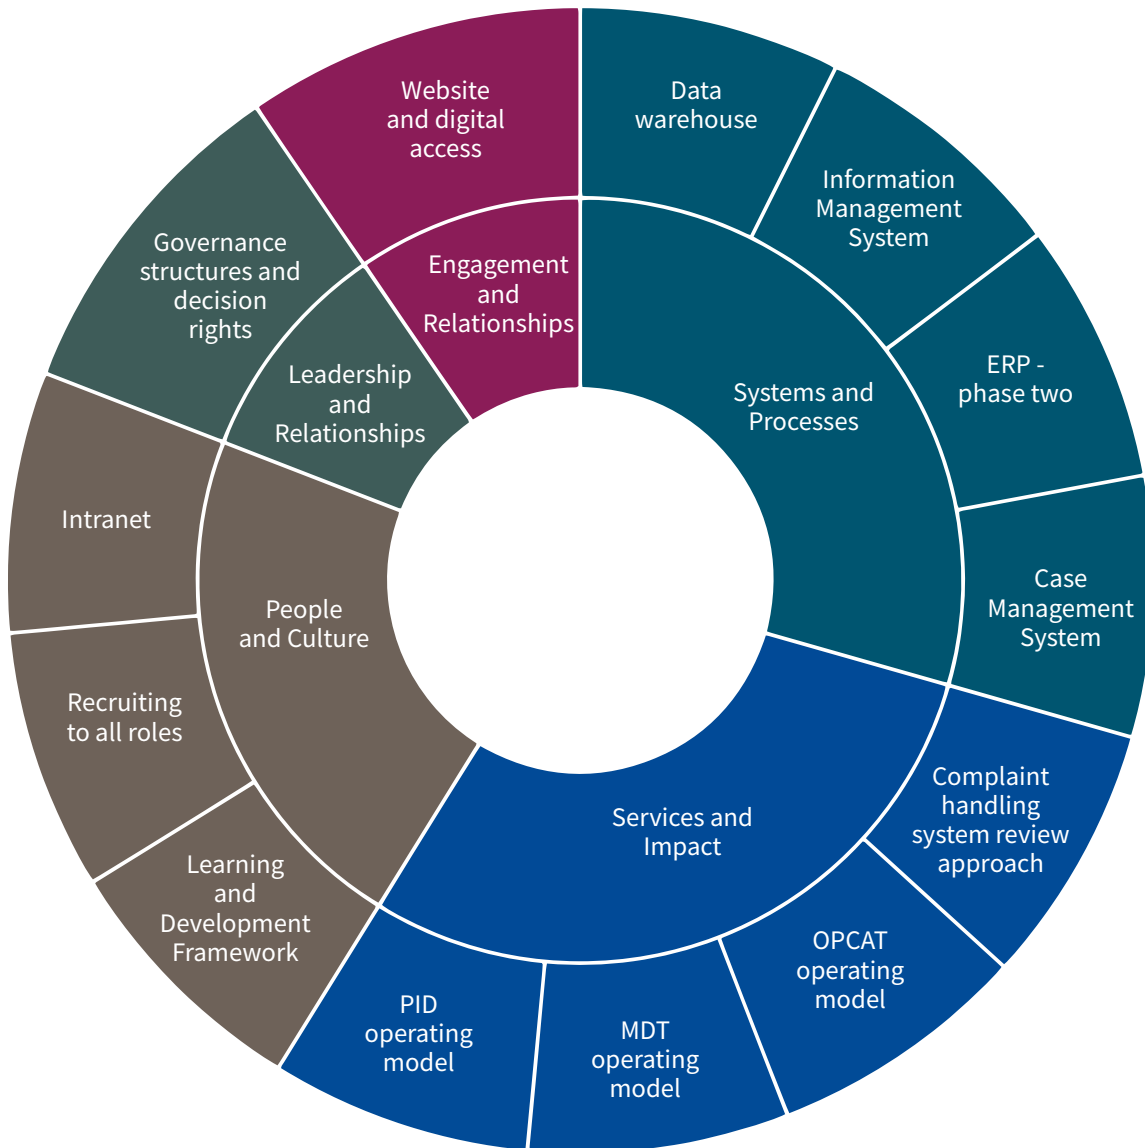 Website
and digital
access
Data
warehouse
Information
Management
System
ERP -
phase two
Case
Management
System
Complaint
handling
system review
approach
OPCAT
operating
model
MDT
operating
model
PID
operating
model
Learning
and
Development
Framework
Recruiting
to all roles
Intranet
Governance
structures and
decision
rights
Engagement
and
Relationships
Systems and
Processes
Services and
Impact
People
and Culture
Leadership
and
Relationships